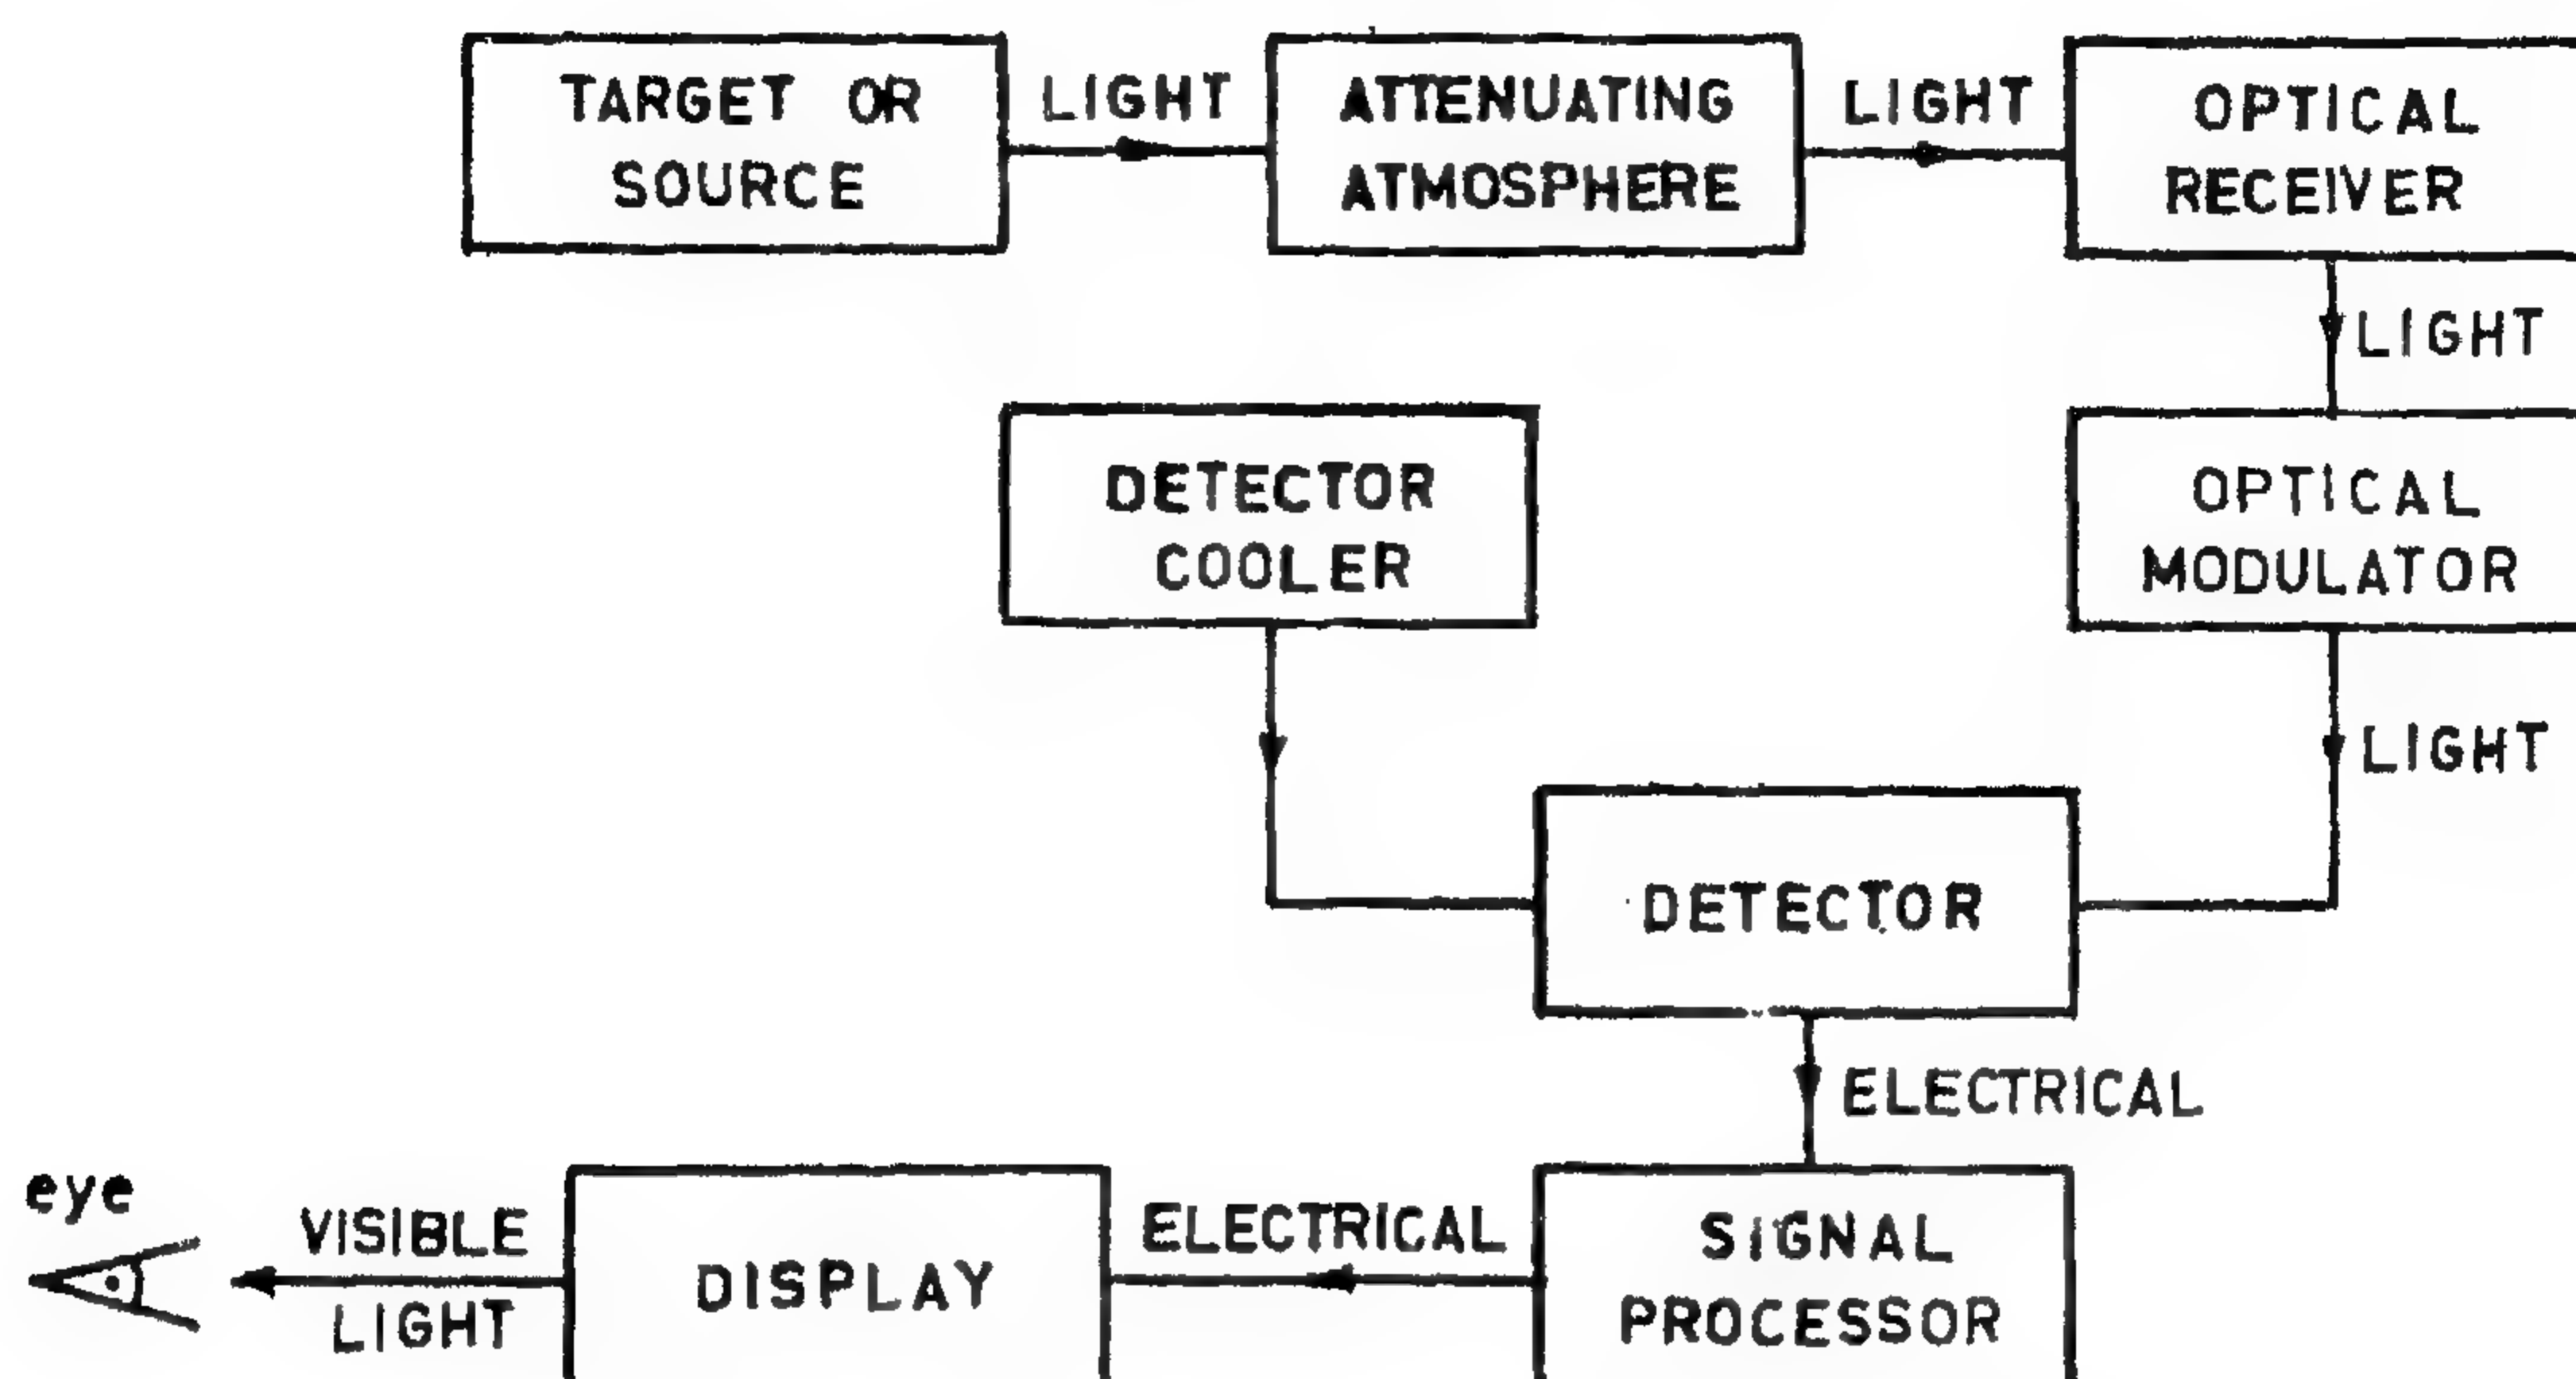 TARGET OR
SOURCE
LIGHT
ATTENUATING
ATMOSPHERE
LIGHT
OPTICAL
RECEIVER
LIGHT
DETECTOR
COOLER
OPTICAL
MODULATOR
LIGHT
DETECTOR
ELECTRICAL
SIGNAL
PROCESSOR
ELECTRICAL
DISPLAY
VISIBLE
LIGHT
eye